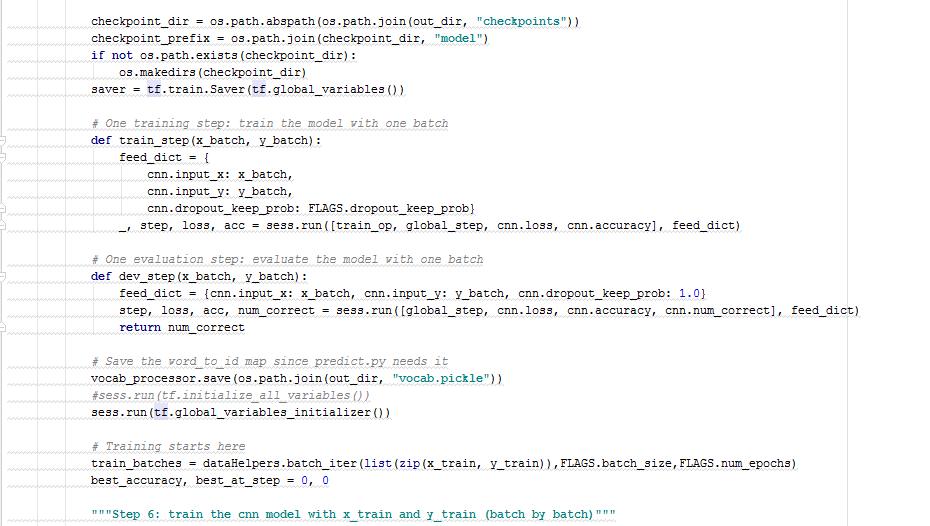 checkpoint_dir = os.path.abspath(os.path.join(out_dir, "checkpoints"))
checkpoint_prefix = os.path.join(checkpoint_dir, "model")
if not os.path.exists(checkpoint_dir):
    os.makedirs(checkpoint_dir)
saver = tf.train.Saver(tf.global_variables())

# One training step: train the model with one batch
def train_step(x_batch, y_batch):
    feed_dict = {
        cnn.input_x: x_batch,
        cnn.input_y: y_batch,
        cnn.dropout_keep_prob: FLAGS.dropout_keep_prob}
    _, step, loss, acc = sess.run([train_op, global_step, cnn.loss, cnn.accuracy], feed_dict)

# One evaluation step: evaluate the model with one batch
def dev_step(x_batch, y_batch):
    feed_dict = {cnn.input_x: x_batch, cnn.input_y: y_batch, cnn.dropout_keep_prob: 1.0}
    step, loss, acc, num_correct = sess.run([global_step, cnn.loss, cnn.accuracy, cnn.num_correct], feed_dict)
    return num_correct

# Save the word_to_id map since predict.py needs it
vocab_processor.save(os.path.join(out_dir, "vocab.pickle"))
#sess.run(tf.initialize_all_variables())
sess.run(tf.global_variables_initializer())

# Training starts here
train_batches = dataHelpers.batch_iter(list(zip(x_train, y_train)),FLAGS.batch_size,FLAGS.num_epochs)
best_accuracy, best_at_step = 0, 0

"""Step 6: train the cnn model with x_train and y_train (batch by batch)"""